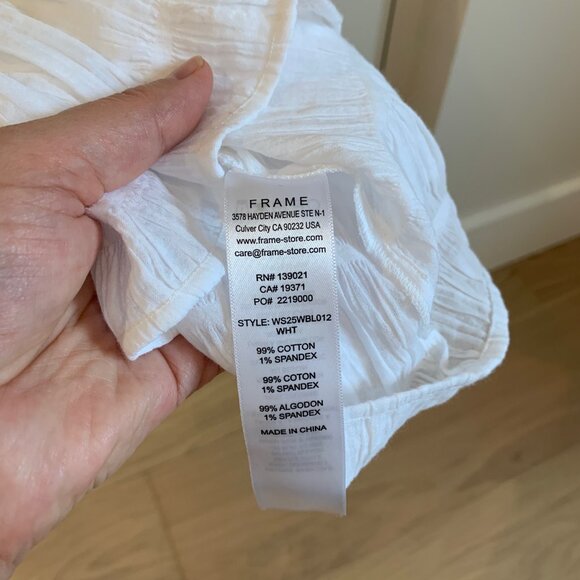 FRAME
3578 HAYDEN AVENUE STE N-1
Culver City CA 90232 USA
www.frame-store.com
care@frame-store.com
RN# 139021
CA# 19371
PO# 2219000
STYLE: WS25WBL012
WHT
99% COTTON
1% SPANDEX
99% COTON
1% SPANDEX
99% ALGODON
1% SPANDEX
MADE IN CHINA